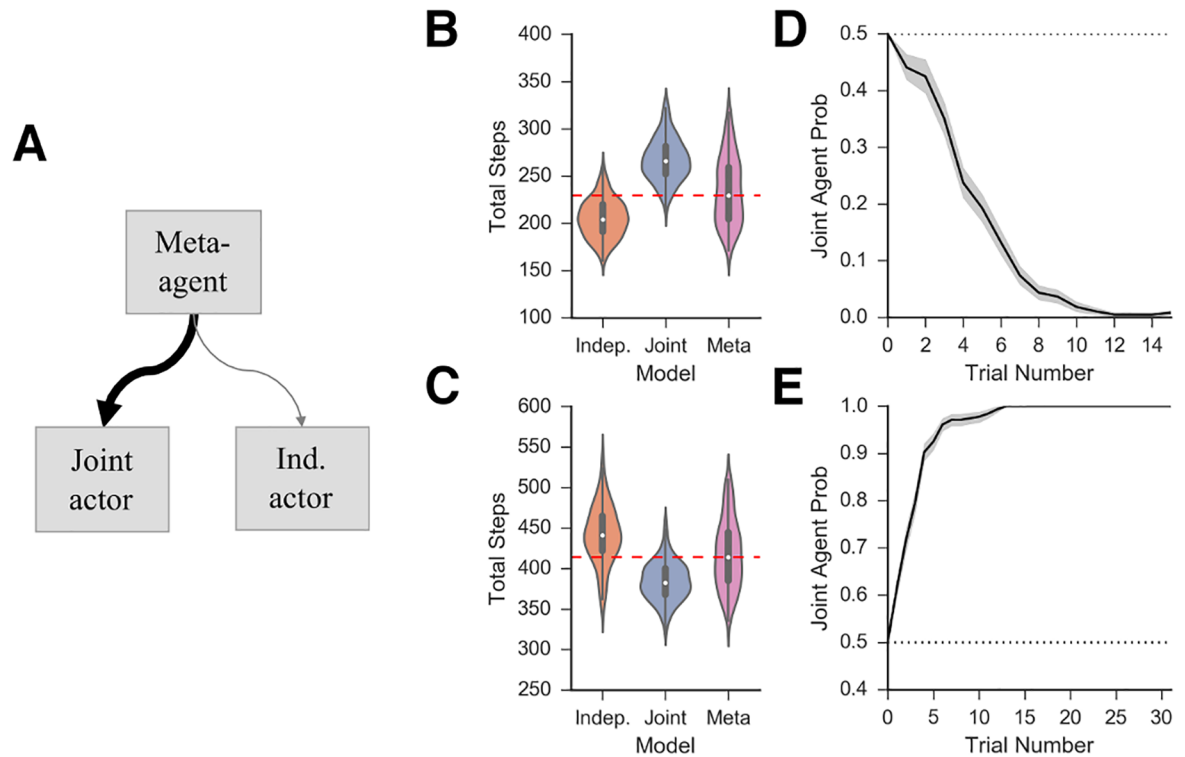 A
Meta-
agent
Joint
actor
Ind.
actor
B
Total Steps
400
350
300
250
200
150
100
Indep. Joint Meta
Model
D
Joint Agent Prob
0.5
0.4
0.3
0.2
0.1
0.0
0 2 4 6 8 10 12 14
Trial Number
C
Total Steps
600
550
500
450
400
350
300
250
Indep. Joint Meta
Model
E
Joint Agent Prob
1.0
0.9
0.8
0.7
0.6
0.5
0.4
0 5 10 15 20 25 30
Trial Number